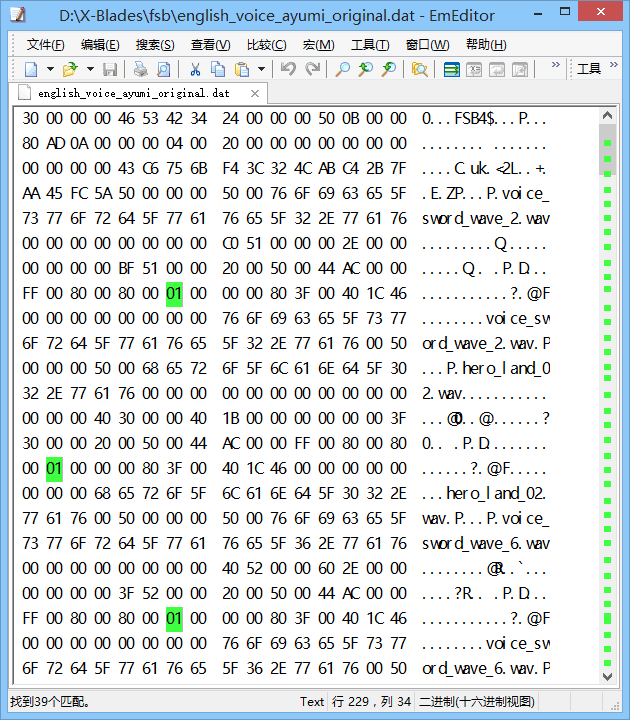 D:\X-Blades\fsb\english_voice_ayumi_original.dat - EmEditor
文件(F) 编辑(E) 搜索(S) 查看(V) 比较(C) 宏(M) 工具(T) 窗口(W) 帮助(H)
工具
english_voice_ayumi_original.dat
30 00 00 00 46 53 42 34 24 00 00 00 50 0B 00 00 0...FSB4$...P...
80 AD 0A 00 00 00 04 00 00 00 00 00 00 00 00 00 ................
00 00 00 00 43 C6 75 6B F4 3C 32 4C AB C4 2B 7F ....C.uk.<2L..+.
AA 45 FC 5A 50 00 00 00 50 00 76 6F 69 63 65 5F .E.ZP...P.voice_
73 77 6F 72 64 5F 77 61 76 65 5F 32 2E 77 61 76 sword_wave_2.wav
00 00 00 00 00 00 00 00 C0 51 00 00 00 2E 00 00 .........Q......
00 00 00 00 BF 51 00 00 20 00 50 00 44 AC 00 00 .....Q.. .P.D...
FF 00 80 00 80 00 01 00 00 00 80 3F 00 40 1C 46 ...........?.@.F
00 00 00 00 00 00 00 00 76 6F 69 63 65 5F 73 77 ........voice_sw
6F 72 64 5F 77 61 76 65 5F 32 2E 77 61 76 00 50 ord_wave_2.wav.P
00 00 00 50 00 68 65 72 6F 5F 6C 61 6E 64 5F 30 ...P.hero_land_0
32 2E 77 61 76 00 00 00 00 00 00 00 00 00 00 00 2.wav...........
00 00 00 40 30 00 00 40 1B 00 00 00 00 00 00 3F ...@0..@.......?
30 00 00 20 00 50 00 44 AC 00 00 FF 00 80 00 80 0.. .P.D........
00 01 00 00 00 80 3F 00 40 1C 46 00 00 00 00 00 ......?.@.F.....
00 00 00 68 65 72 6F 5F 6C 61 6E 64 5F 30 32 2E ...hero_land_02.
77 61 76 00 50 00 00 00 50 00 76 6F 69 63 65 5F wav.P...P.voice_
73 77 6F 72 64 5F 77 61 76 65 5F 36 2E 77 61 76 sword_wave_6.wav
00 00 00 00 00 00 00 00 40 52 00 00 60 2E 00 00 ........@R..`...
00 00 00 00 3F 52 00 00 20 00 50 00 44 AC 00 00 ....?R.. .P.D...
FF 00 80 00 80 00 01 00 00 00 80 3F 00 40 1C 46 ...........?.@.F
00 00 00 00 00 00 00 00 76 6F 69 63 65 5F 73 77 ........voice_sw
6F 72 64 5F 77 61 76 65 5F 36 2E 77 61 76 00 50 ord_wave_6.wav.P
找到39个匹配。 Text 行 229，列 34 二进制(十六进制视图)